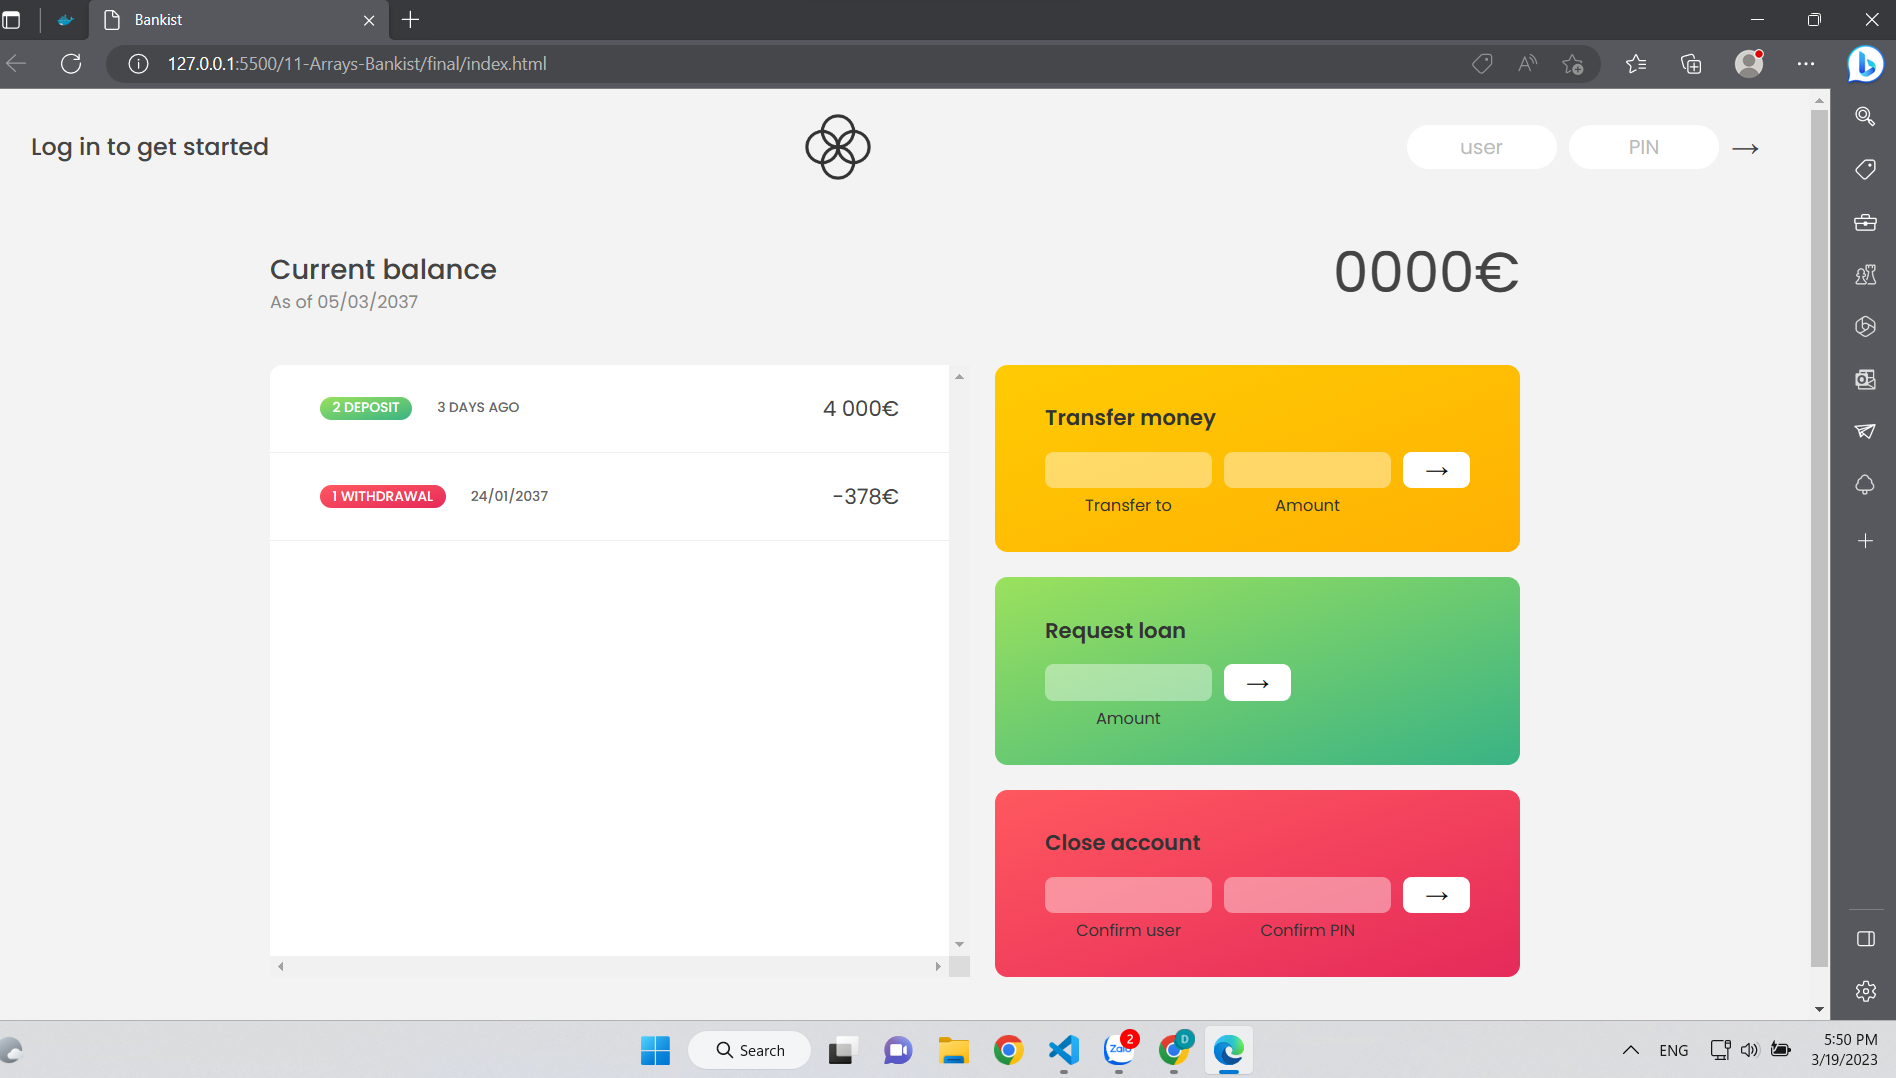 Bankist
127.0.0.1:5500/11-Arrays-Bankist/final/index.html
Log in to get started
user
PIN
→
Current balance
As of 05/03/2037
0000€
2 DEPOSIT
3 DAYS AGO
4 000€
1 WITHDRAWAL
24/01/2037
-378€
Transfer money
→
Transfer to
Amount
Request loan
→
Amount
Close account
→
Confirm user
Confirm PIN
Search
Zalo
2
D
ENG
5:50 PM
3/19/2023